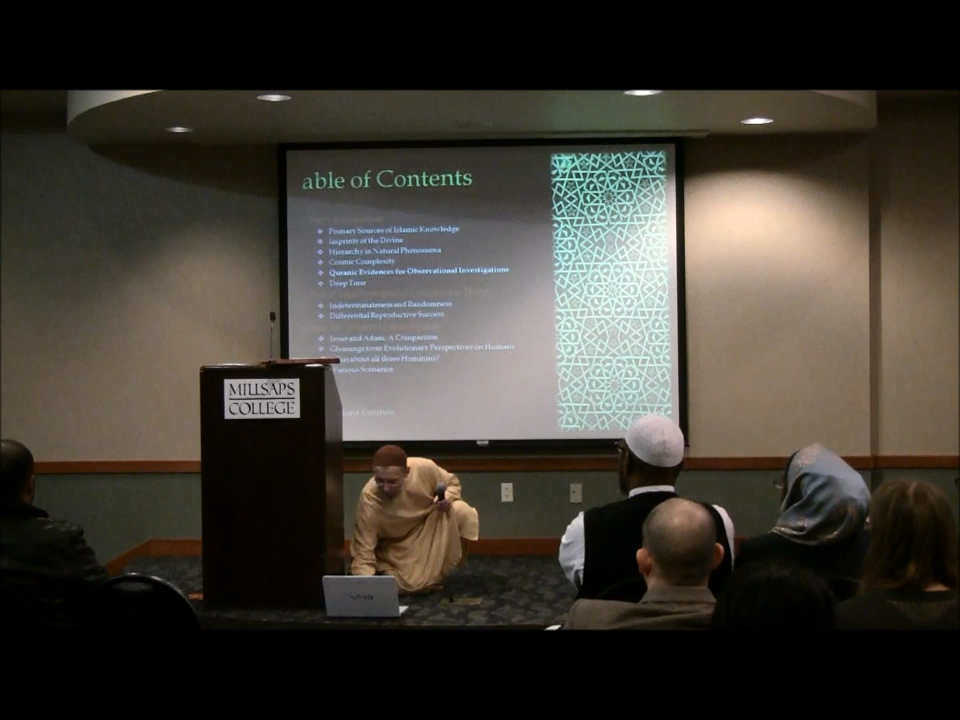 able of Contents
Primary Sources of Islamic Knowledge
Imprints of the Divine
Hierarchy in Natural Phenomena
Cosmic Complexity
Quranic Evidences for Observational Investigations
Deep Time
Indeterminateness and Randomness
Differential Reproductive Success
Jesus and Adam: A Comparison
Gleanings from Evolutionary Perspectives on Humans
about all those Hominins?
Various Scenarios
MILLSAPS
COLLEGE
VAIO